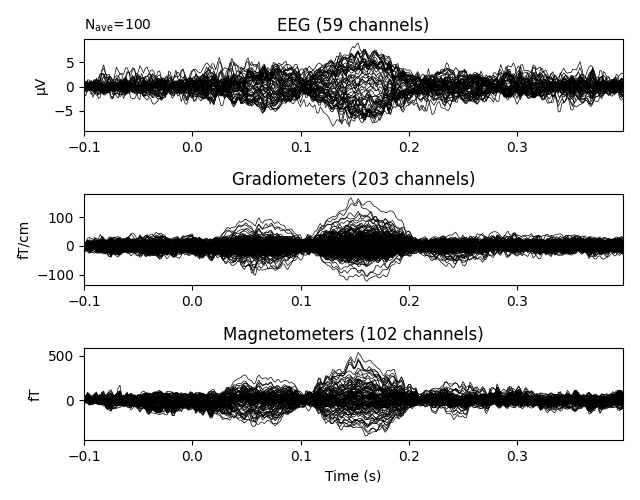 Nave=100
EEG (59 channels)
µV
5
0
−5
−0.1 0.0 0.1 0.2 0.3
Gradiometers (203 channels)
fT/cm
100
0
−100
−0.1 0.0 0.1 0.2 0.3
Magnetometers (102 channels)
fT
500
0
−0.1 0.0 0.1 0.2 0.3
Time (s)